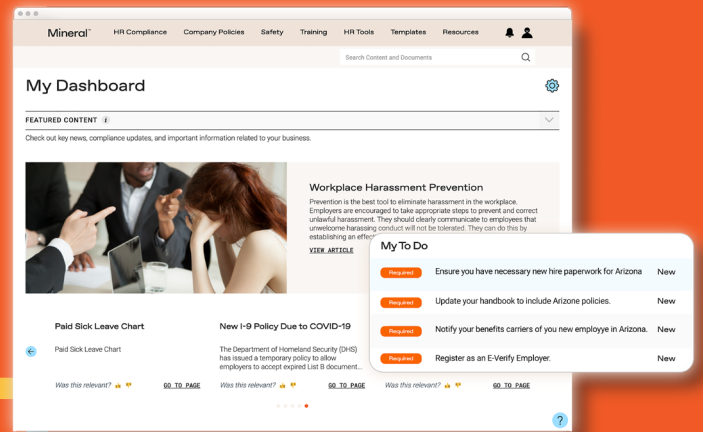 Mineral™
HR Compliance
Company Policies
Safety
Training
HR Tools
Templates
Resources
Search Content and Documents
My Dashboard
FEATURED CONTENT i
Check out key news, compliance updates, and important information related to your business.
Workplace Harassment Prevention
Prevention is the best tool to eliminate harassment in the workplace.
Employers are encouraged to take appropriate steps to prevent and correct
unlawful harassment. They should clearly communicate to employees that
unwelcome harassing conduct will not be tolerated. They can do this by
establishing an effec
VIEW ARTICLE
My To Do
Required Ensure you have necessary new hire paperwork for Arizona New
Required Update your handbook to include Arizone policies. New
Required Notify your benefits carriers of you new employye in Arizona. New
Required Register as an E-Verify Employer. New
Paid Sick Leave Chart
Paid Sick Leave Chart
Was this relevant? GO TO PAGE
New I-9 Policy Due to COVID-19
The Department of Homeland Security (DHS)
has issued a temporary policy to allow
employers to accept expired List B document...
Was this relevant? GO TO PAGE
Was this relevant? GO TO PAGE
?